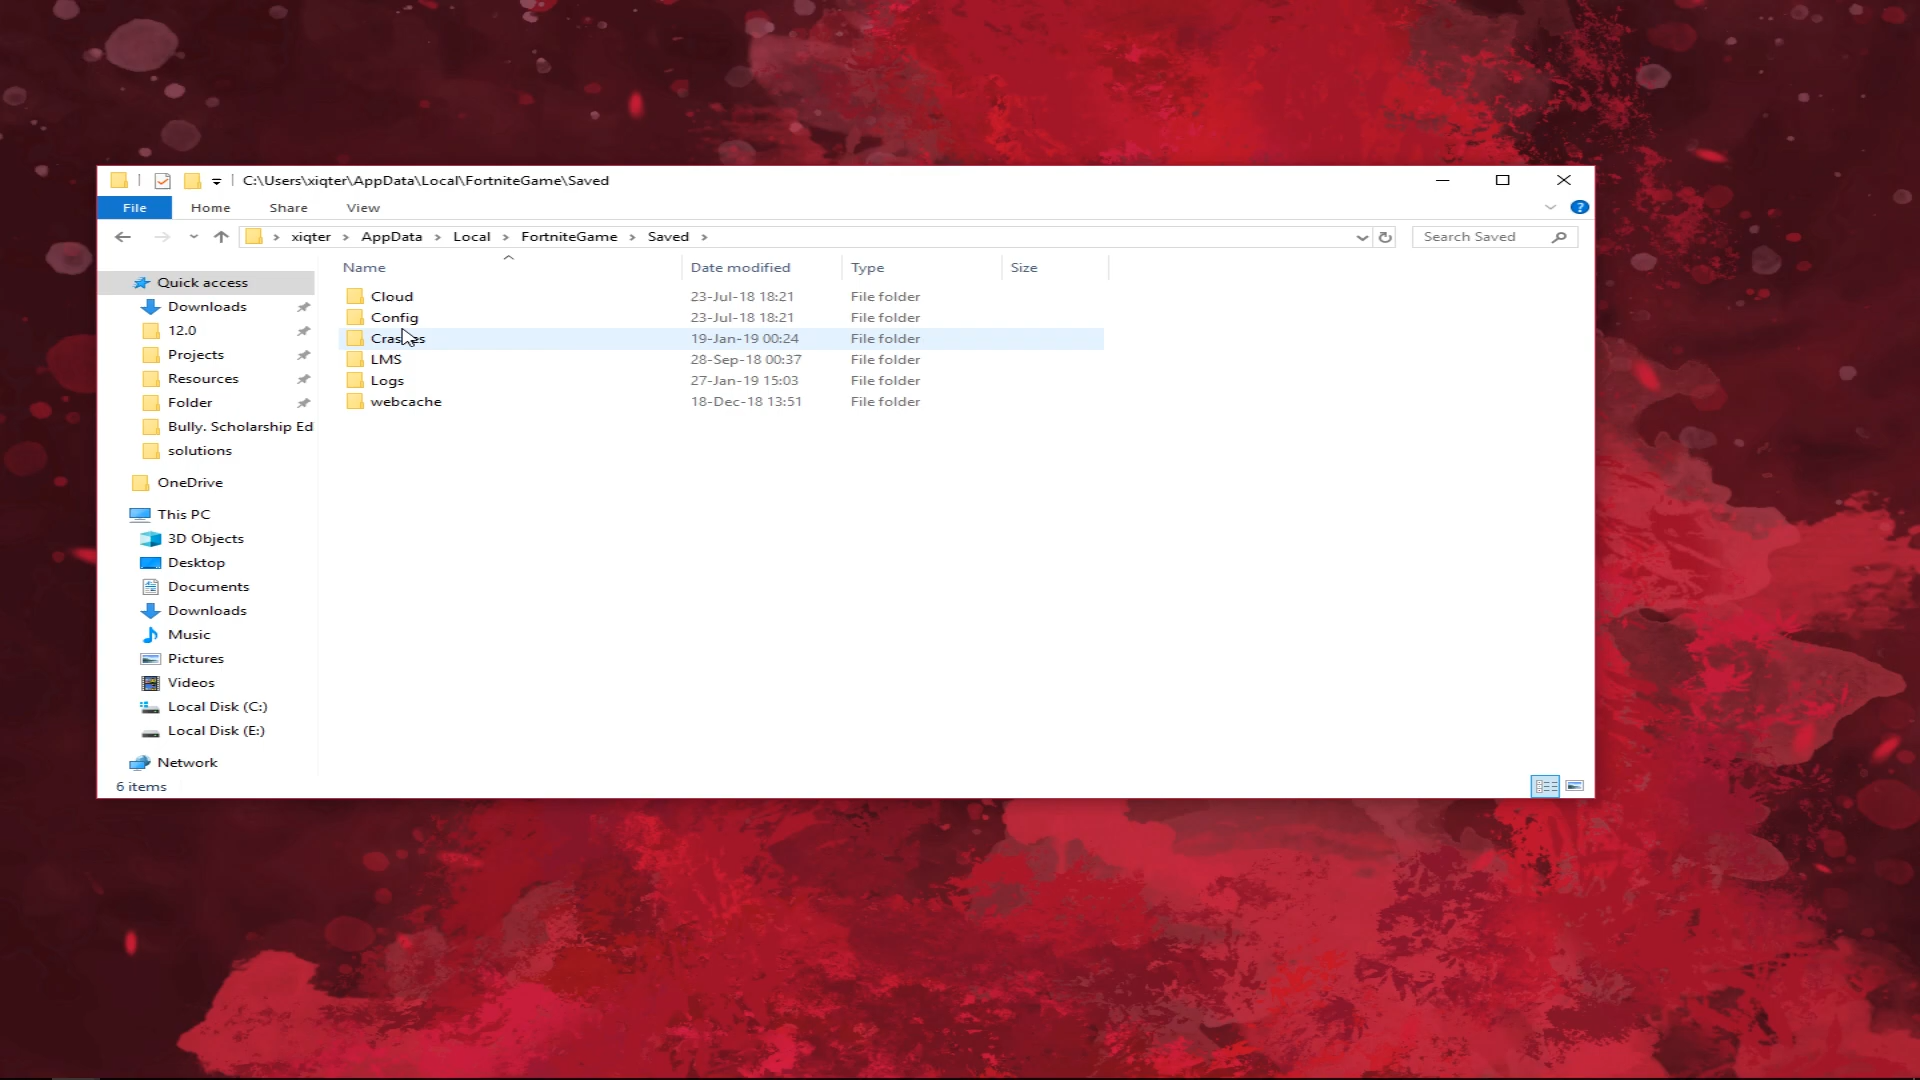 C:\Users\xiqter\AppData\Local\FortniteGame\Saved
File Home Share View
xiqter AppData Local FortniteGame Saved Search Saved
Name Date modified Type Size
Quick access
Downloads
12.0
Projects
Resources
Folder
Bully. Scholarship Ed
solutions
OneDrive
This PC
3D Objects
Desktop
Documents
Downloads
Music
Pictures
Videos
Local Disk (C:)
Local Disk (E:)
Network
Cloud 23-Jul-18 18:21 File folder
Config 23-Jul-18 18:21 File folder
19-Jan-19 00:24 File folder
LMS 28-Sep-18 00:37 File folder
Logs 27-Jan-19 15:03 File folder
webcache 18-Dec-18 13:51 File folder
6 items